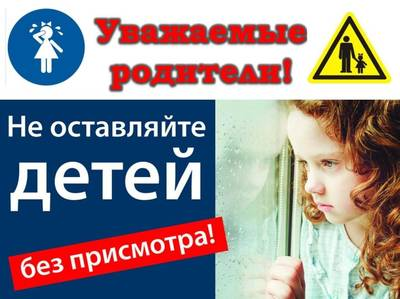 Уважаемые
родители!
Не оставляйте
детей
без присмотра!